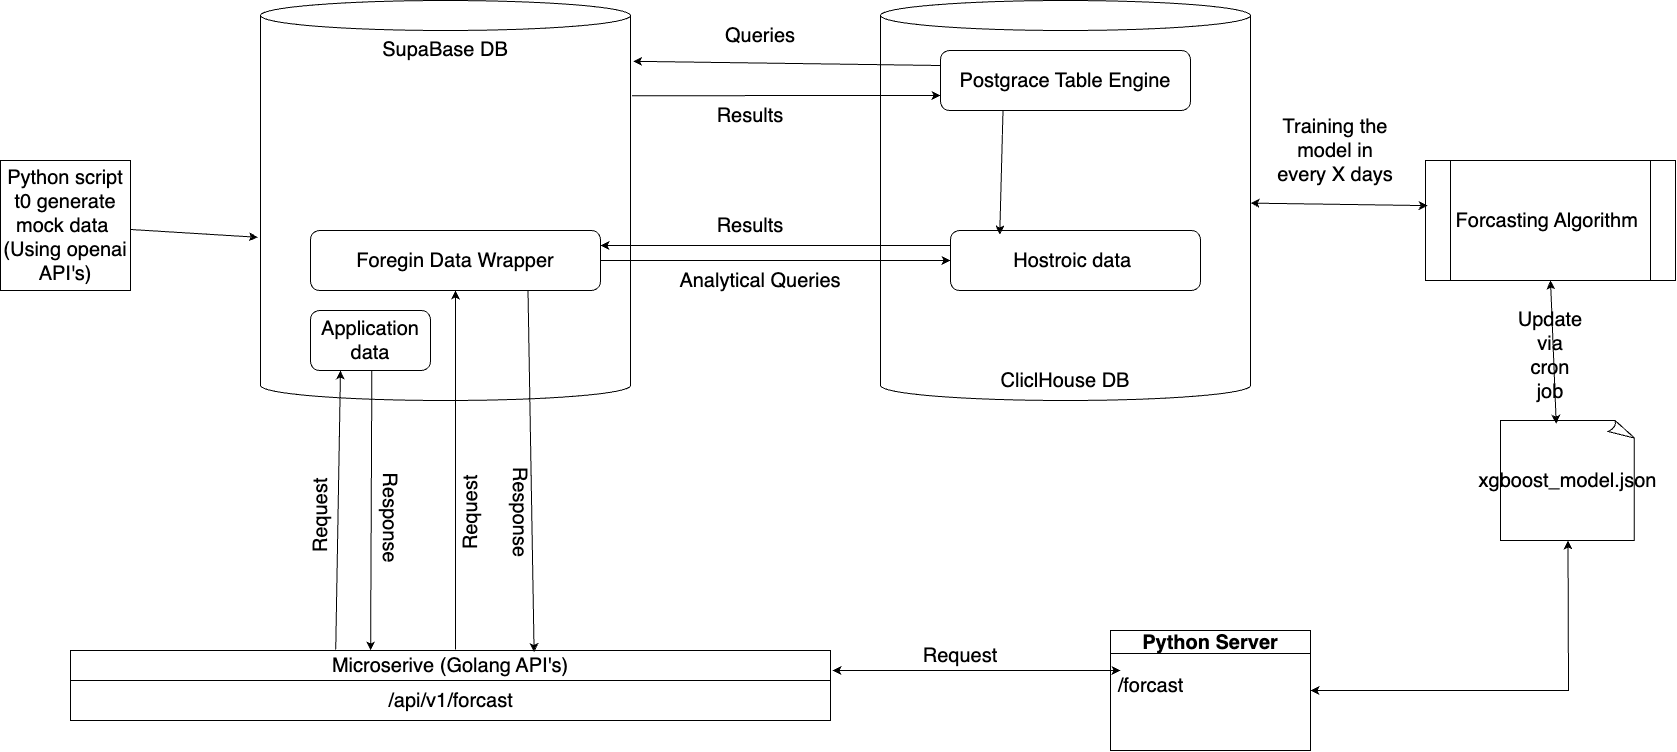 SupaBase DB
Queries
Postgrace Table Engine
Results
Training the
model in
every X days
Python script
t0 generate
mock data
(Using openai
API's)
Forcasting Algorithm
Results
Foregin Data Wrapper
Hostroic data
Analytical Queries
Application
data
CliclHouse DB
Update
via
cron
job
xgboost_model.json
Request
Response
Request
Response
Microserive (Golang API's)
/api/v1/forcast
Request
Python Server
/forcast